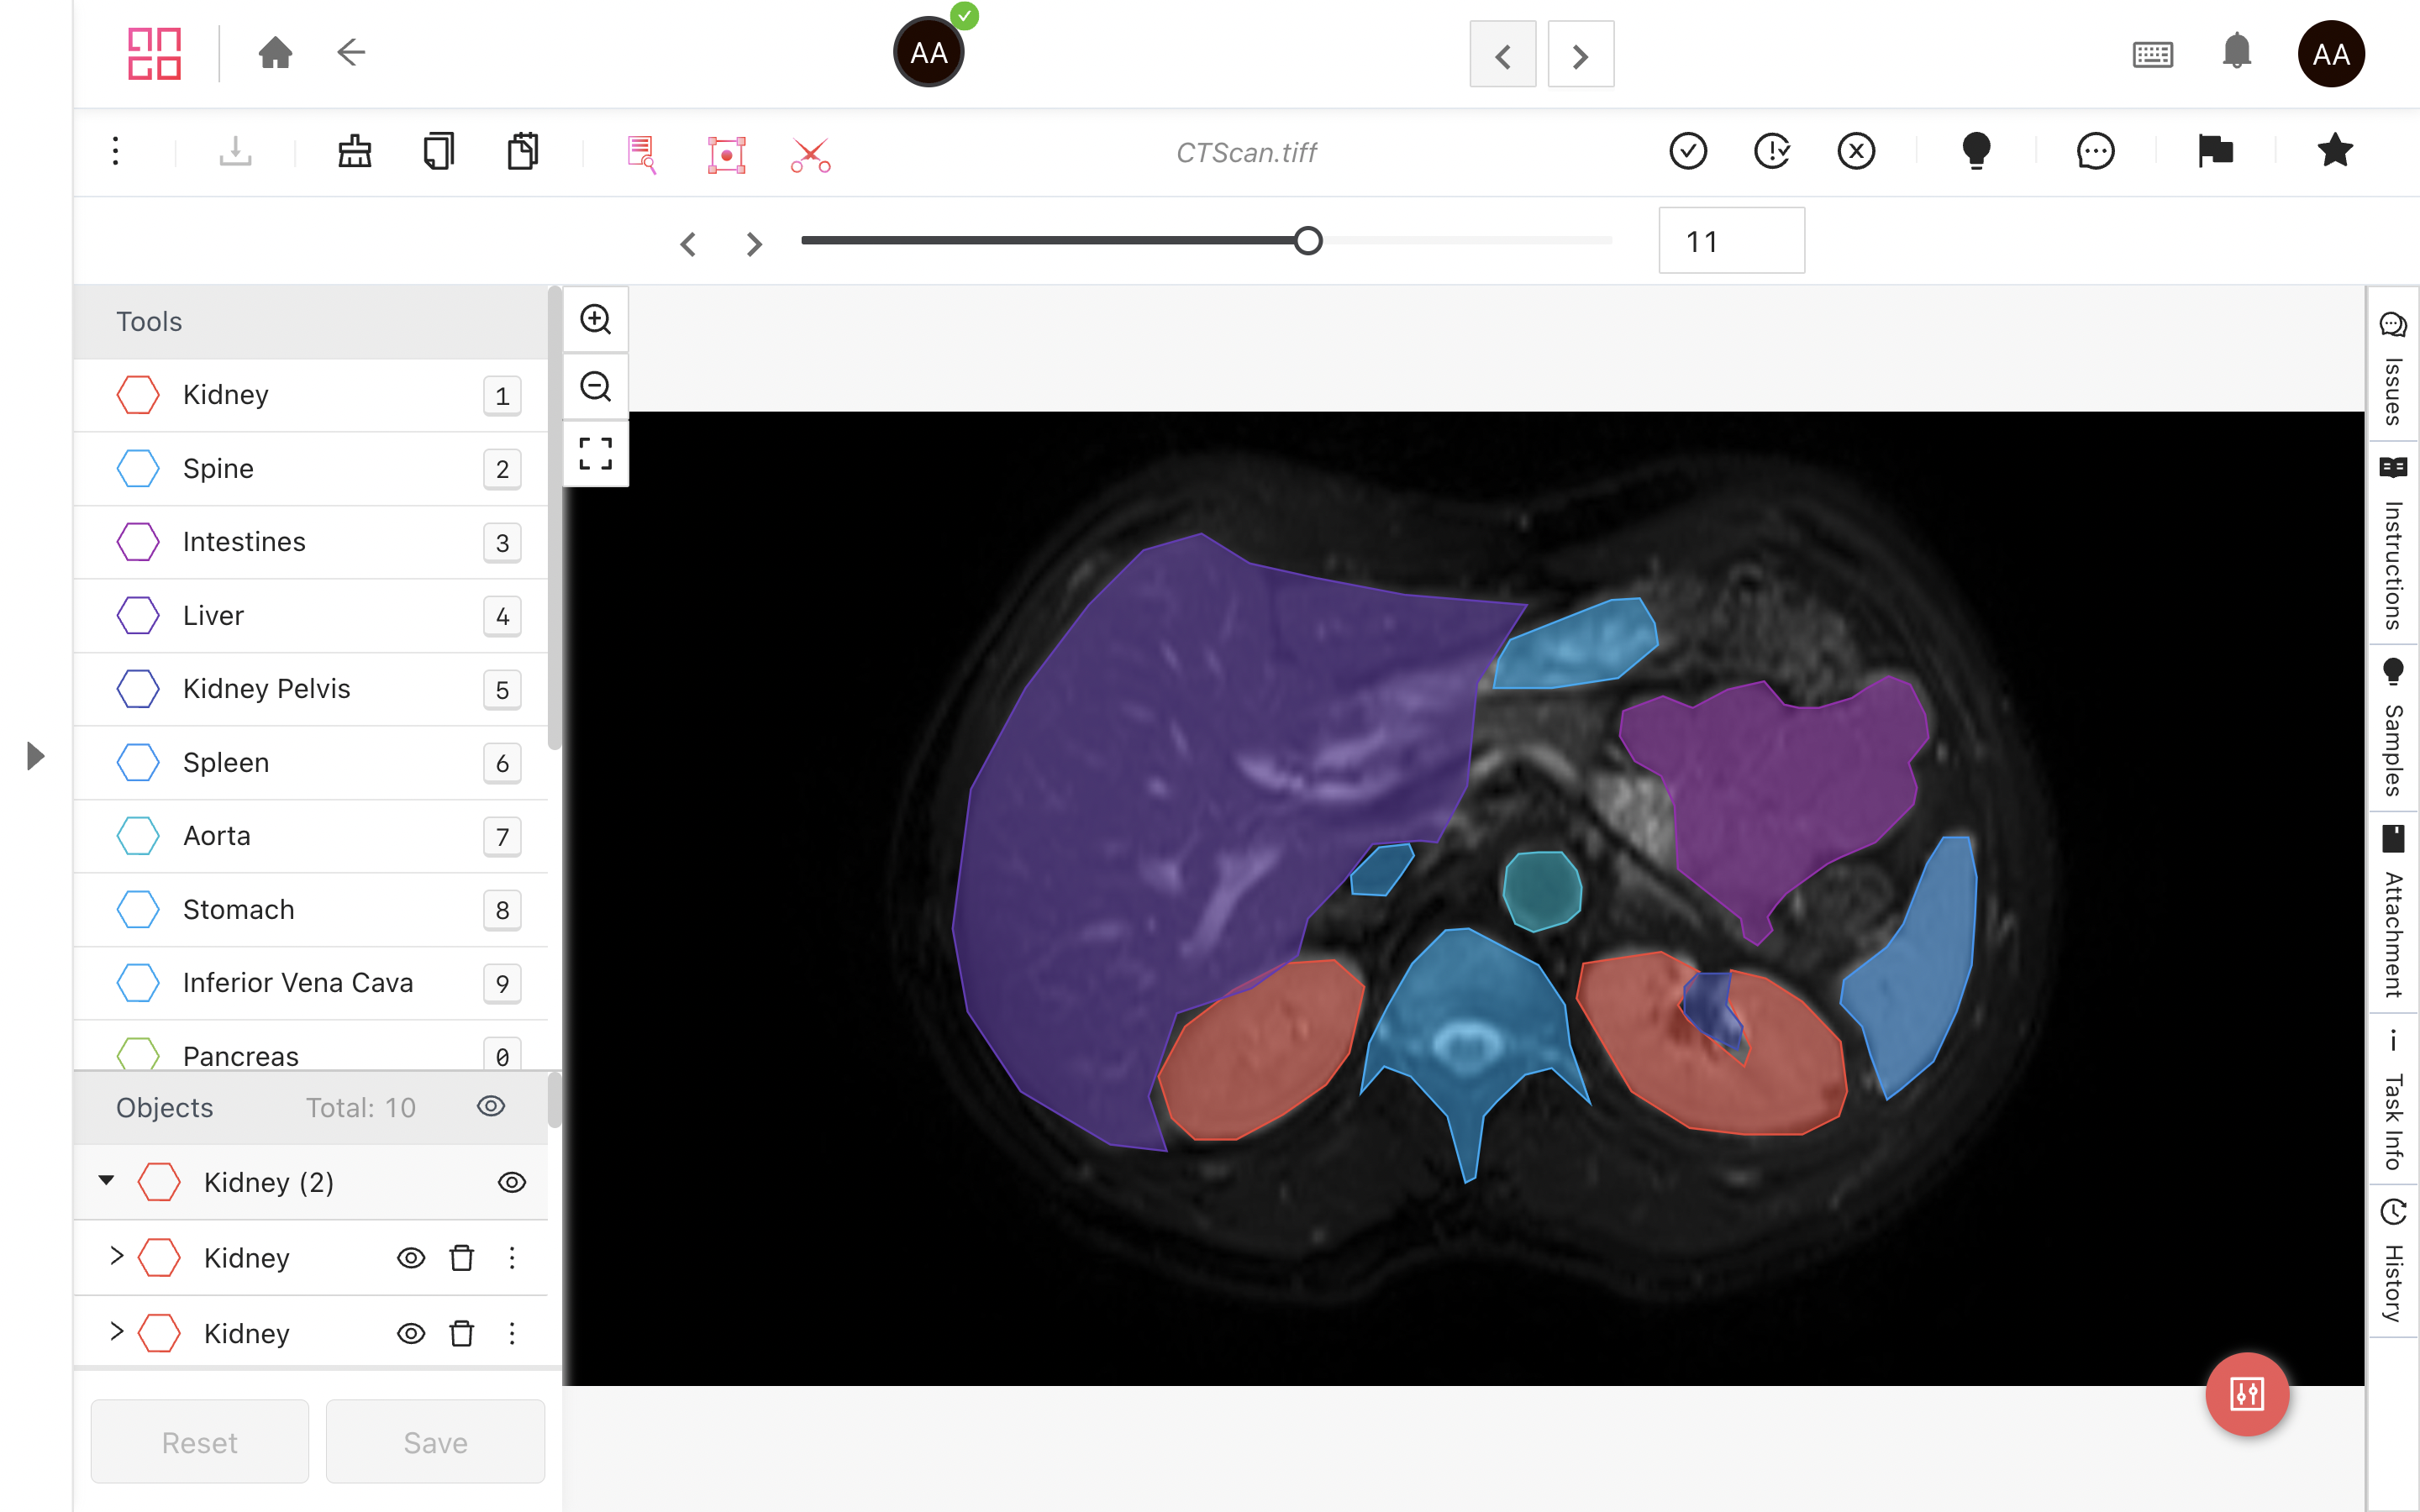 AA
AA
CTScan.tiff
11
Tools
Kidney 1
Spine 2
Intestines 3
Liver 4
Kidney Pelvis 5
Spleen 6
Aorta 7
Stomach 8
Inferior Vena Cava 9
Pancreas 0
Objects Total: 10
Kidney (2)
Kidney
Kidney
Reset Save
Issues
Instructions
Samples
Attachment
Task Info
History